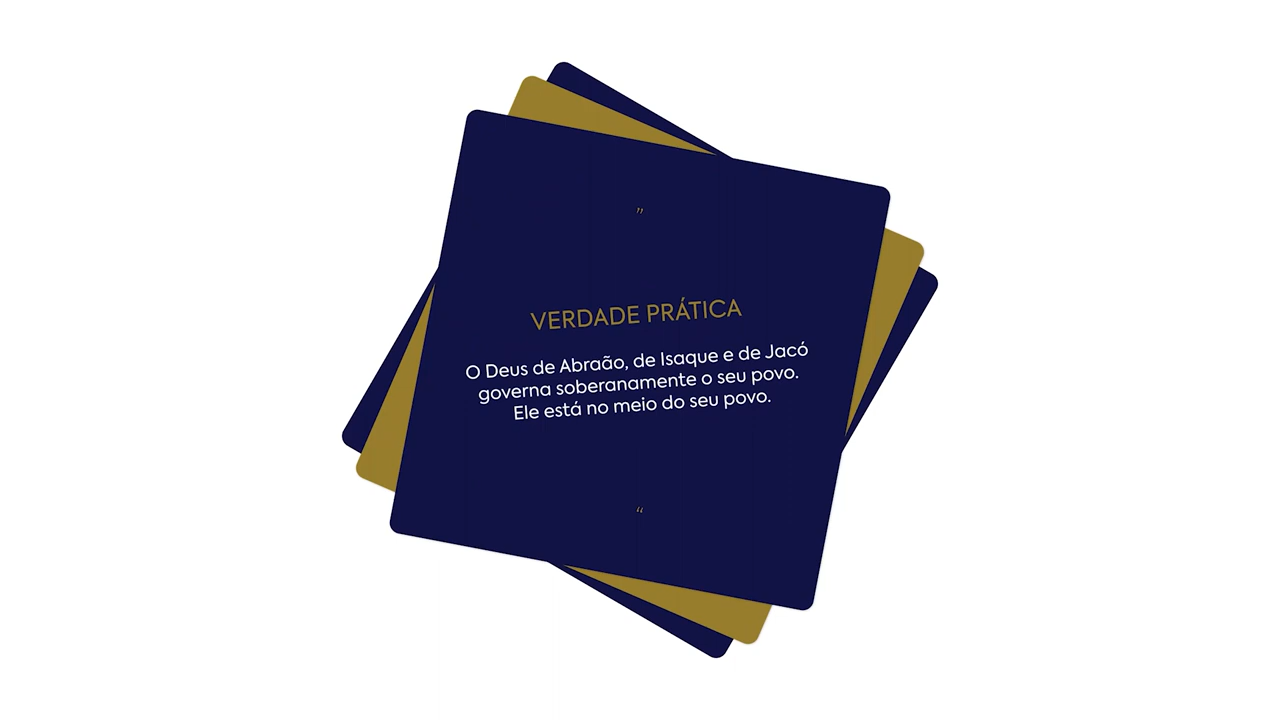 "
VERDADE PRÁTICA
O Deus de Abraão, de Isaque e de Jacó
governa soberanamente o seu povo.
Ele está no meio do seu povo.
“